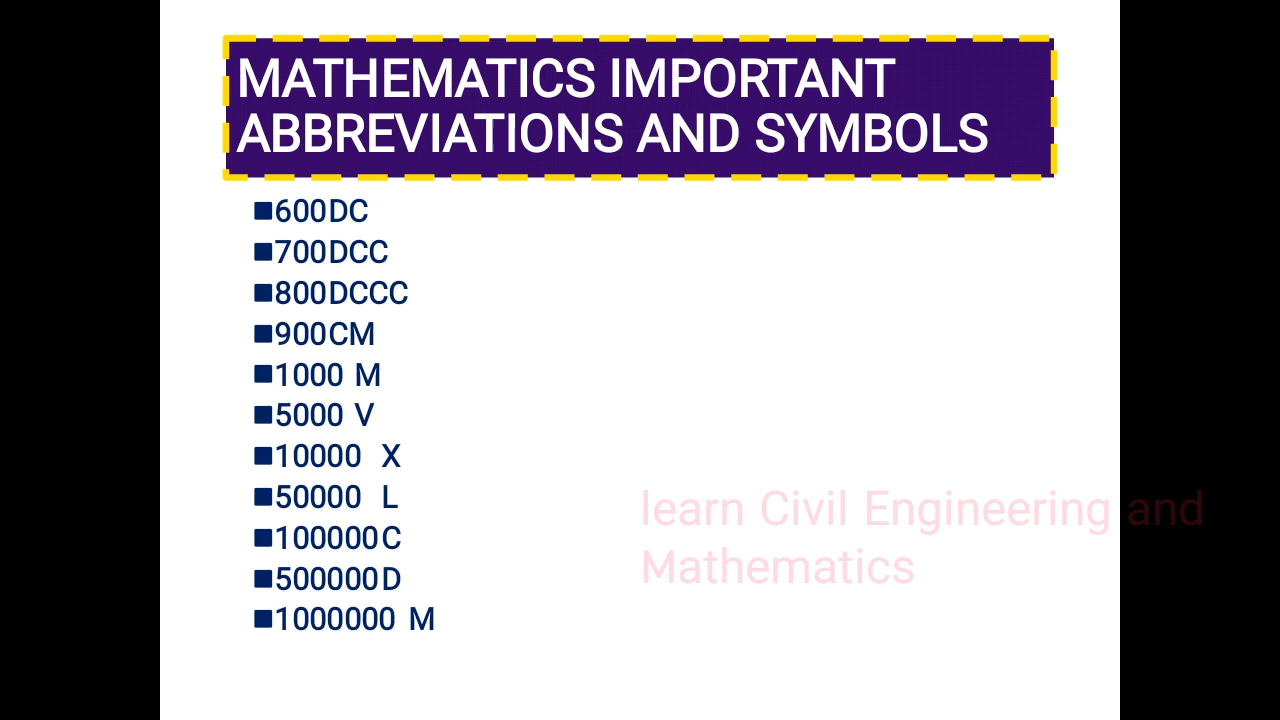 MATHEMATICS IMPORTANT
ABBREVIATIONS AND SYMBOLS
600DC
700DCC
800DCCC
900CM
1000 M
5000 V
10000 X
50000 L
100000C
500000D
1000000 M
learn Civil Engineering and
Mathematics